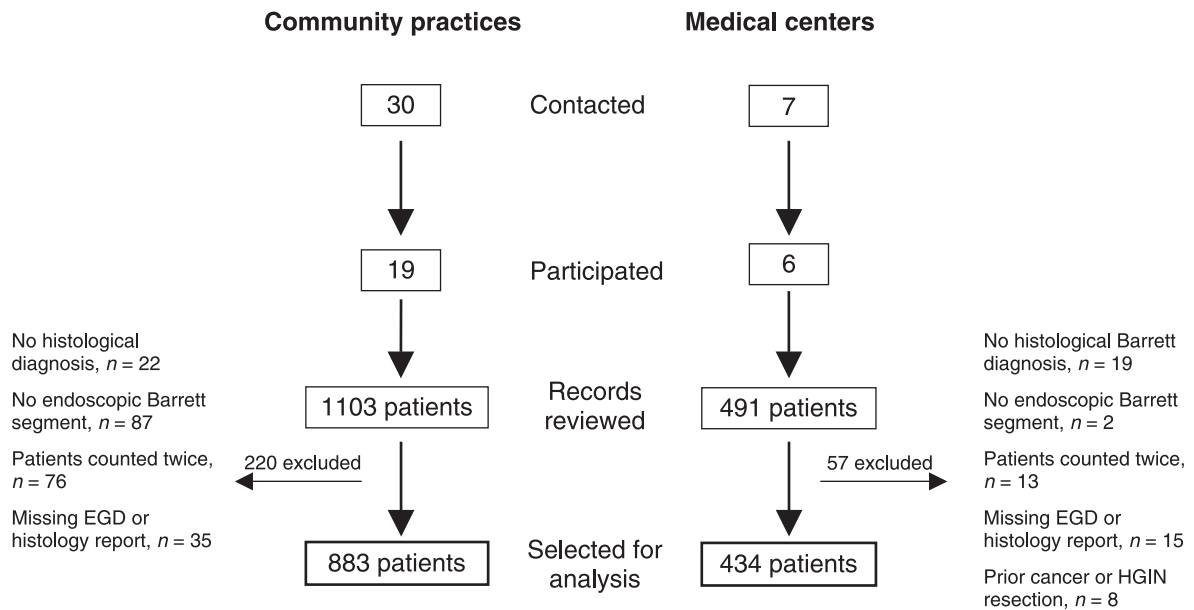 Community practices
Medical centers
30
Contacted
7
19
Participated
6
No histological
diagnosis, n = 22
No endoscopic Barrett
segment, n = 87
Patients counted twice,
n = 76
Missing EGD or
histology report, n = 35
220 excluded
1103 patients
Records
reviewed
491 patients
57 excluded
No histological Barrett
diagnosis, n = 19
No endoscopic Barrett
segment, n = 2
Patients counted twice,
n = 13
Missing EGD or
histology report, n = 15
Prior cancer or HGIN
resection, n = 8
883 patients
Selected for
analysis
434 patients